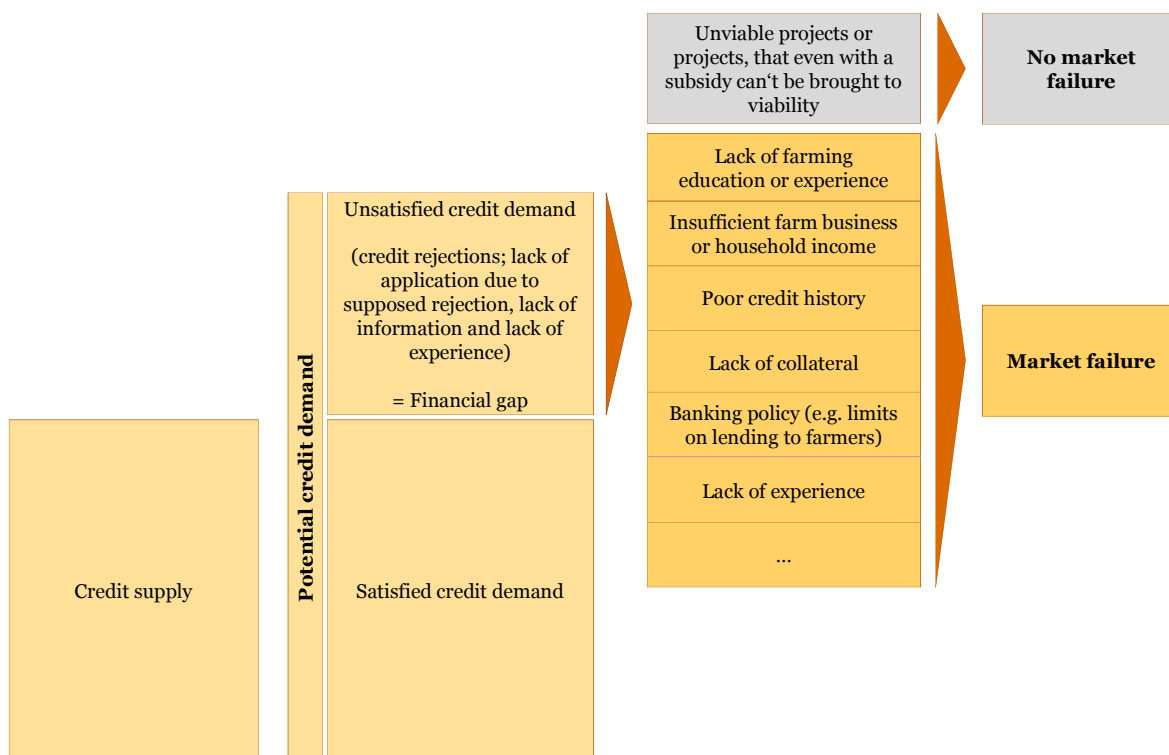 Credit supply
Potential credit demand
Unsatisfied credit demand
(credit rejections; lack of
application due to
supposed rejection, lack of
information and lack of
experience)
= Financial gap
Satisfied credit demand
Unviable projects or
projects, that even with a
subsidy can‘t be brought to
viability
Lack of farming
education or experience
Insufficient farm business
or household income
Poor credit history
Lack of collateral
Banking policy (e.g. limits
on lending to farmers)
Lack of experience
...
No market
failure
Market failure